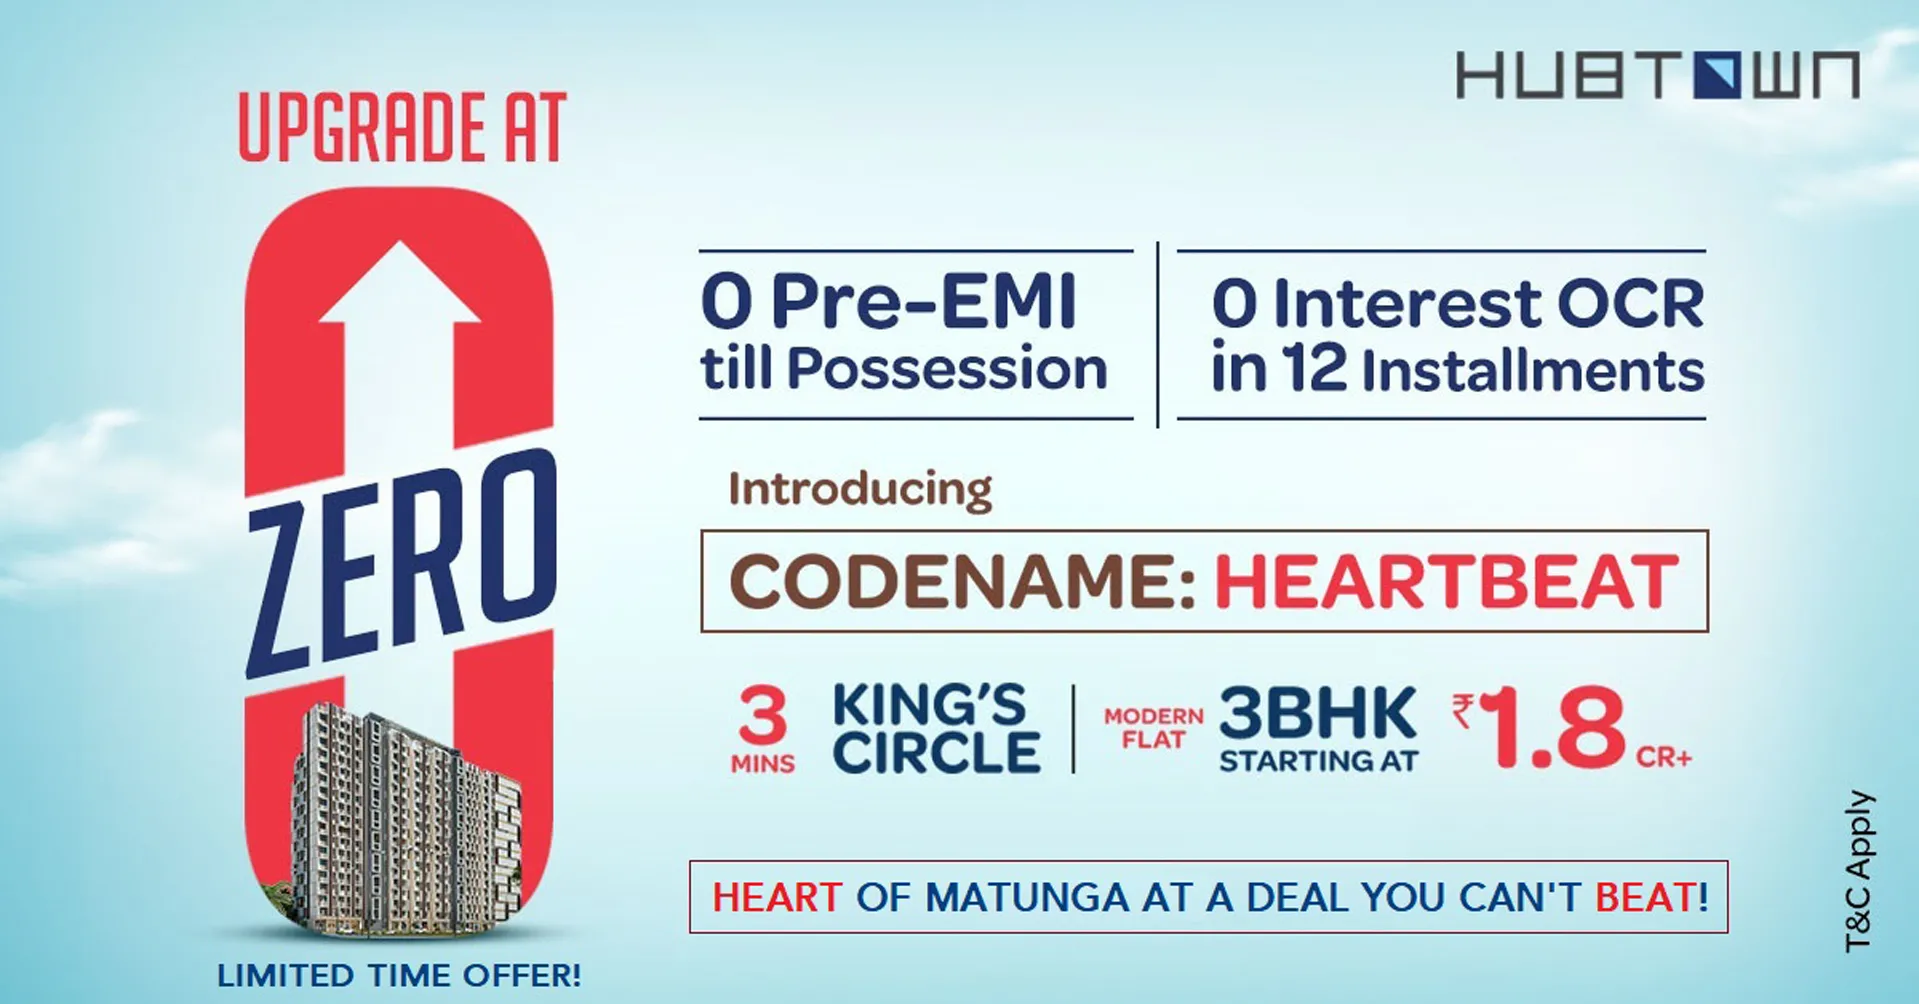 HUBTOWN
UPGRADE AT
ZERO
LIMITED TIME OFFER!
0 Pre-EMI
till Possession
0 Interest OCR
in 12 Installments
Introducing
CODENAME: HEARTBEAT
3
MINS
KING'S
CIRCLE
MODERN
FLAT
3BHK
STARTING AT
₹1.8 CR+
HEART OF MATUNGA AT A DEAL YOU CAN'T BEAT!
T&C Apply